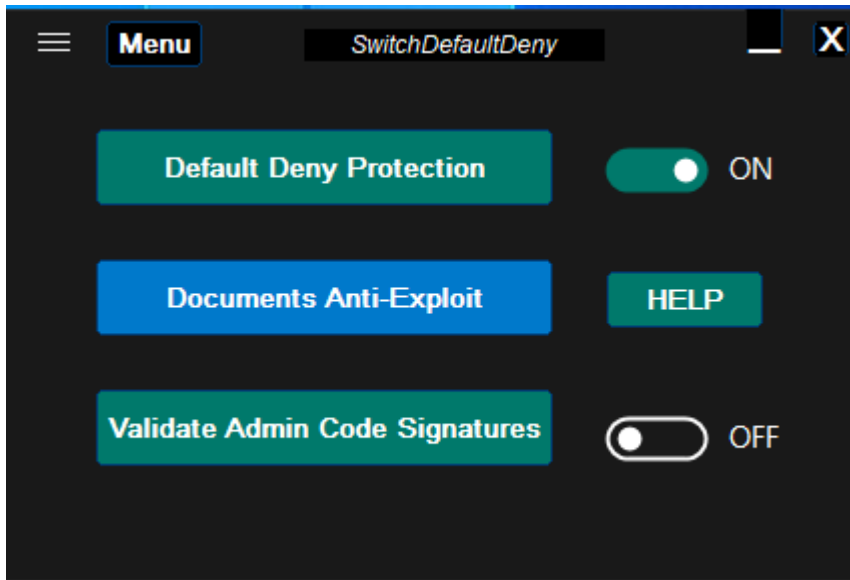 Menu
SwitchDefaultDeny
X
Default Deny Protection
ON
Documents Anti-Exploit
HELP
Validate Admin Code Signatures
OFF